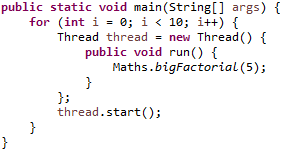 public static void main(String[] args) {
    for (int i = 0; i < 10; i++) {
        Thread thread = new Thread() {
            public void run() {
                Maths.bigFactorial(5);
            }
        };
        thread.start();
    }
}